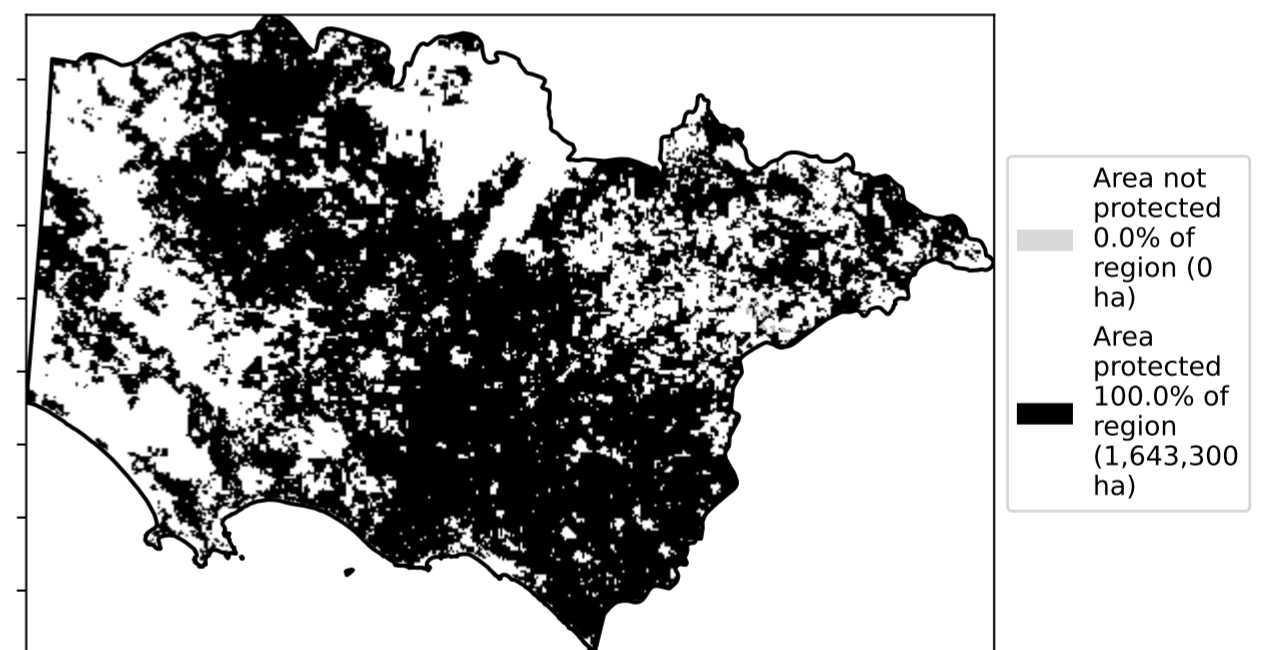 Area not
protected
0.0% of
region (0
ha)
Area
protected
100.0% of
region
(1,643,300
ha)